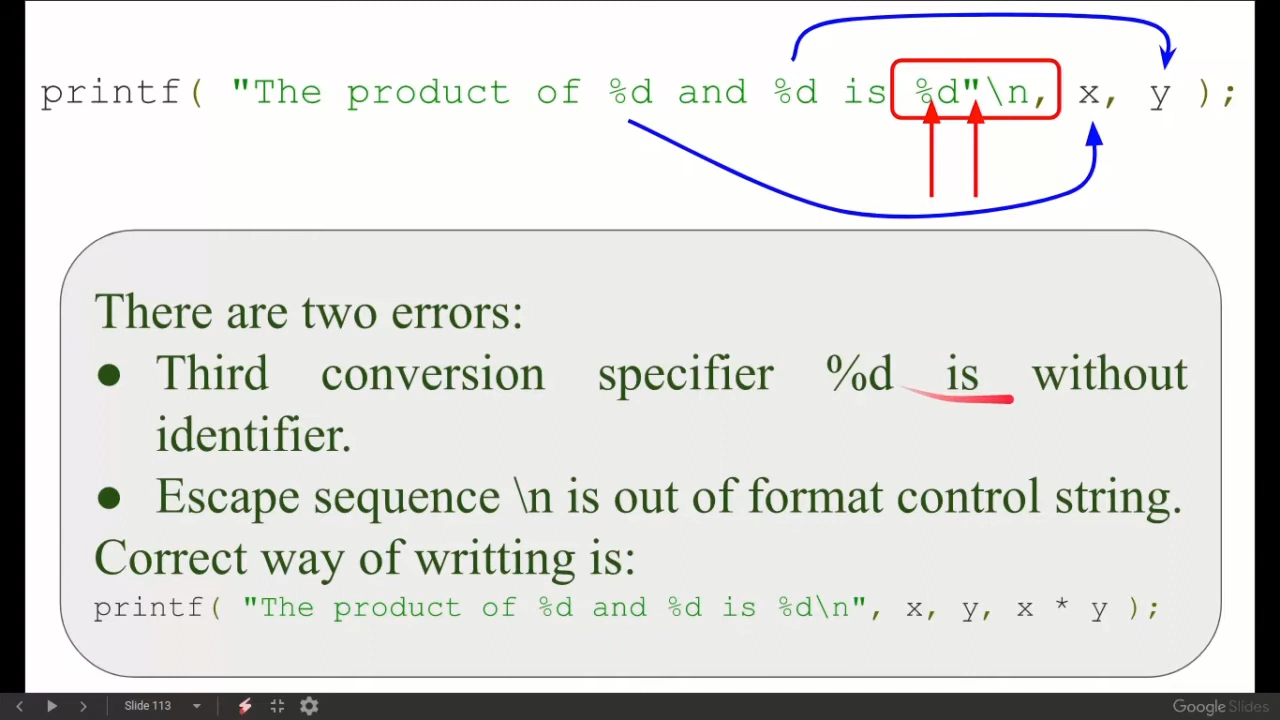 printf( "The product of %d and %d is %d"\n, x, y );
There are two errors:
● Third conversion specifier %d is without
identifier.
● Escape sequence \n is out of format control string.
Correct way of writting is:
printf( "The product of %d and %d is %d\n", x, y, x * y );
Slide 113
Google Slides